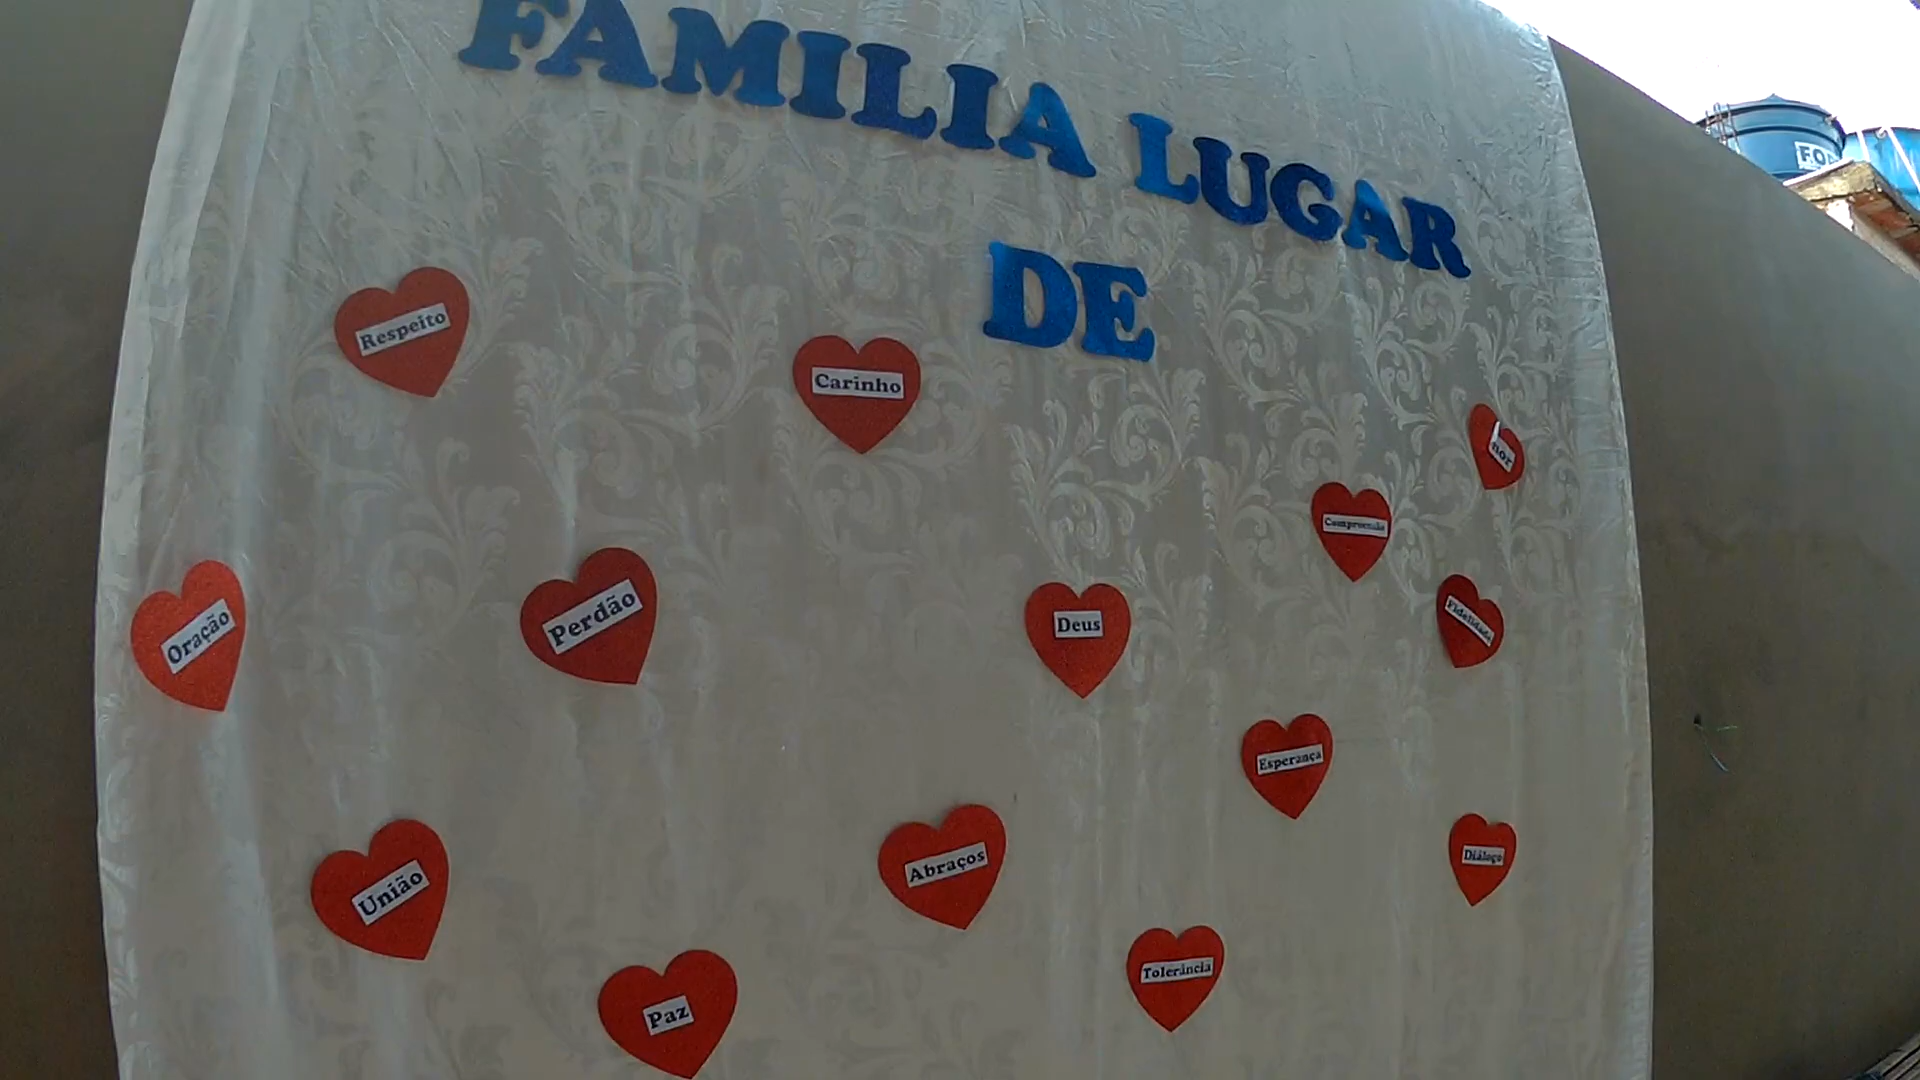 FAMILIA LUGAR
DE
Respeito
Carinho
Compreensão
Oração
Perdão
Deus
Fidelidade
Esperança
União
Abraços
Diálogo
Tolerância
Paz